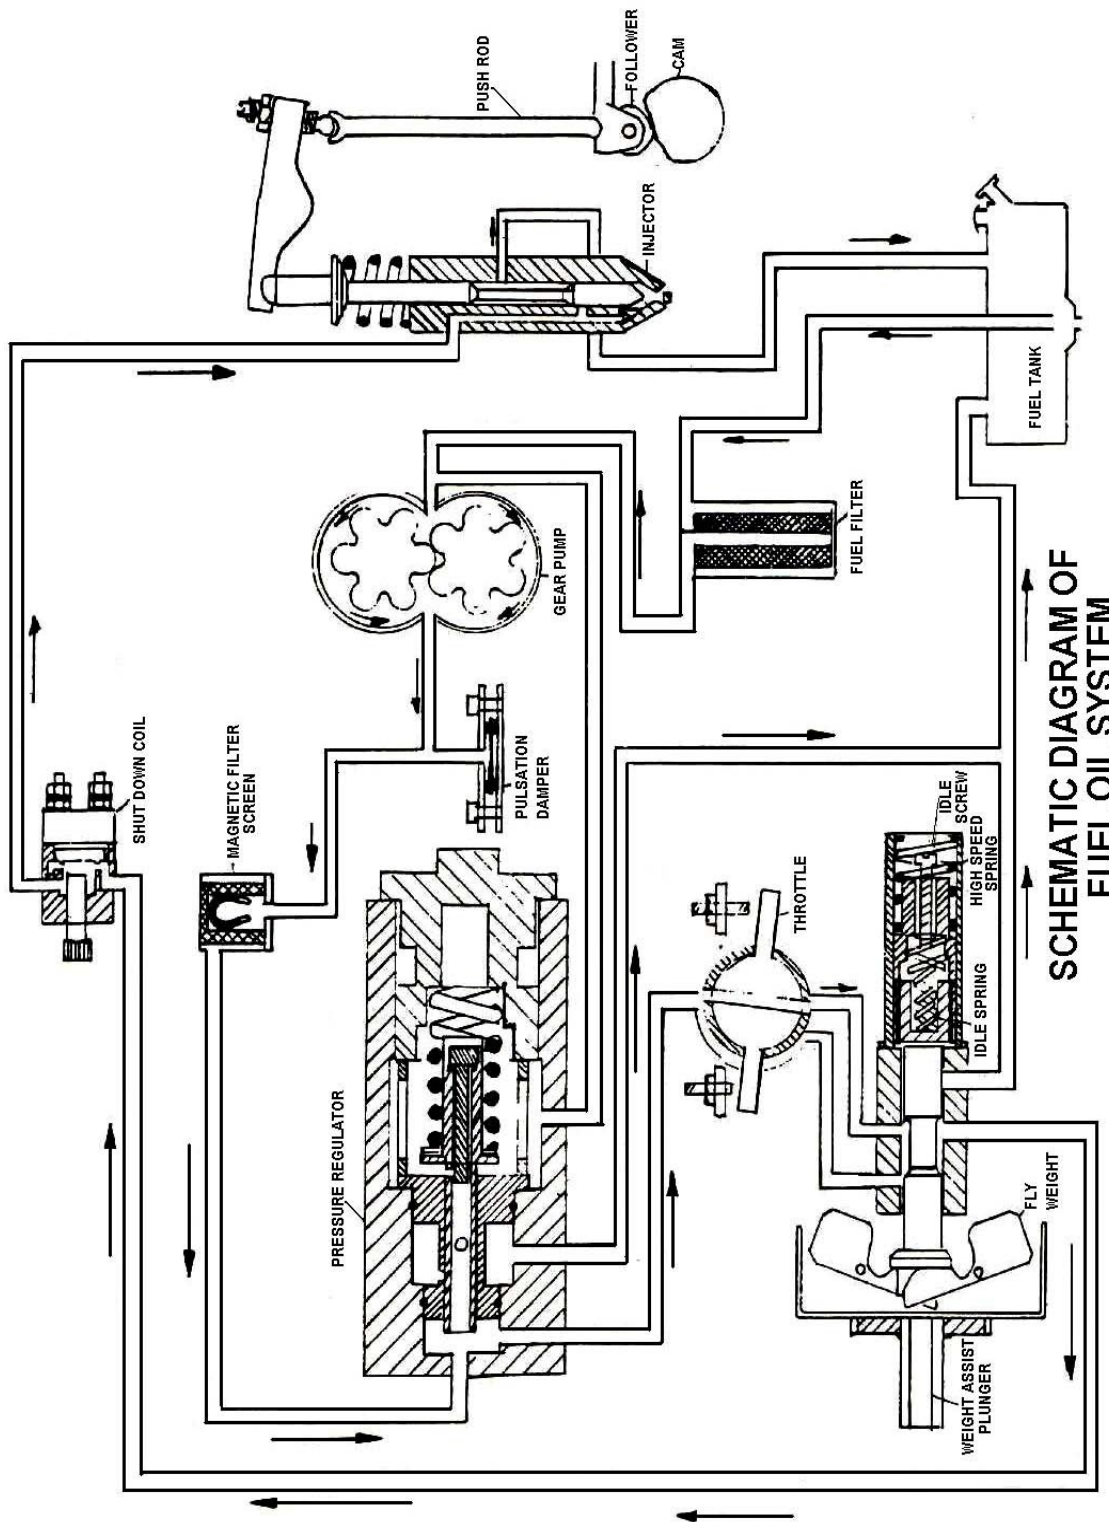 SHUT DOWN COIL
MAGNETIC FILTER
SCREEN
PRESSURE REGULATOR
PULSATION
DAMPER
GEAR PUMP
PUSH ROD
FOLLOWER
CAM
INJECTOR
FUEL FILTER
FUEL TANK
THROTTLE
IDLE
SCREW
HIGH SPEED
SPRING
IDLE SPRING
FLY
WEIGHT
WEIGHT ASSIST
PLUNGER
SCHEMATIC DIAGRAM OF
FUEL OIL SYSTEM